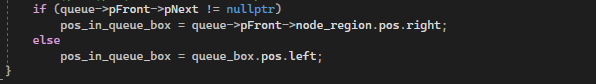 if (queue->pFront->pNext != nullptr)
pos_in_queue_box = queue->pFront->node_region.pos.right;
else
pos_in_queue_box = queue_box.pos.left;
}